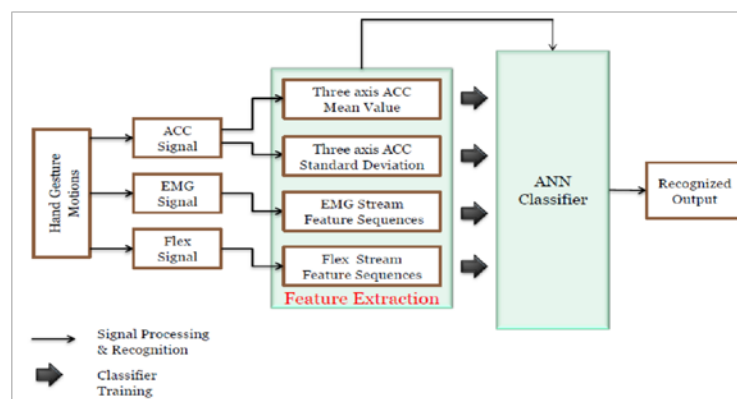 Hand Gesture
Motions
ACC
Signal
EMG
Signal
Flex
Signal
Three axis ACC
Mean Value
Three axis ACC
Standard Deviation
EMG Stream
Feature Sequences
Flex Stream
Feature Sequences
Feature Extraction
ANN
Classifier
Recognized
Output
Signal Processing
& Recognition
Classifier
Training